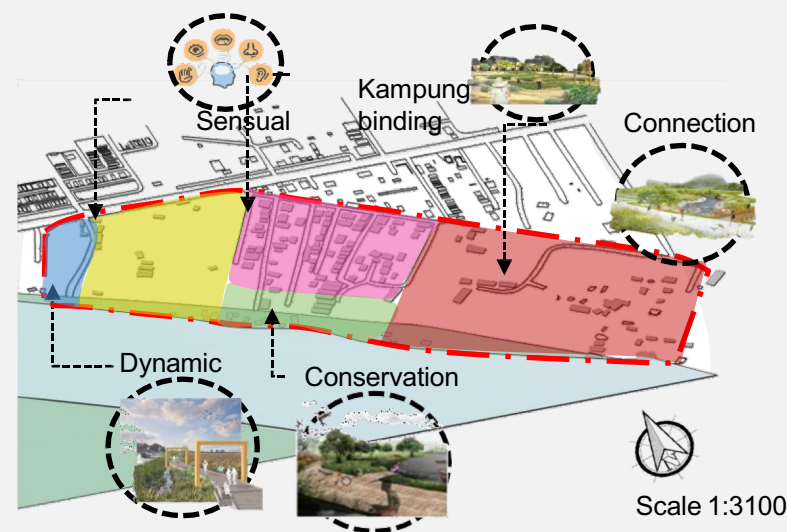 Sensual
Kampung
binding
Connection
Dynamic
Conservation
Scale 1:3100